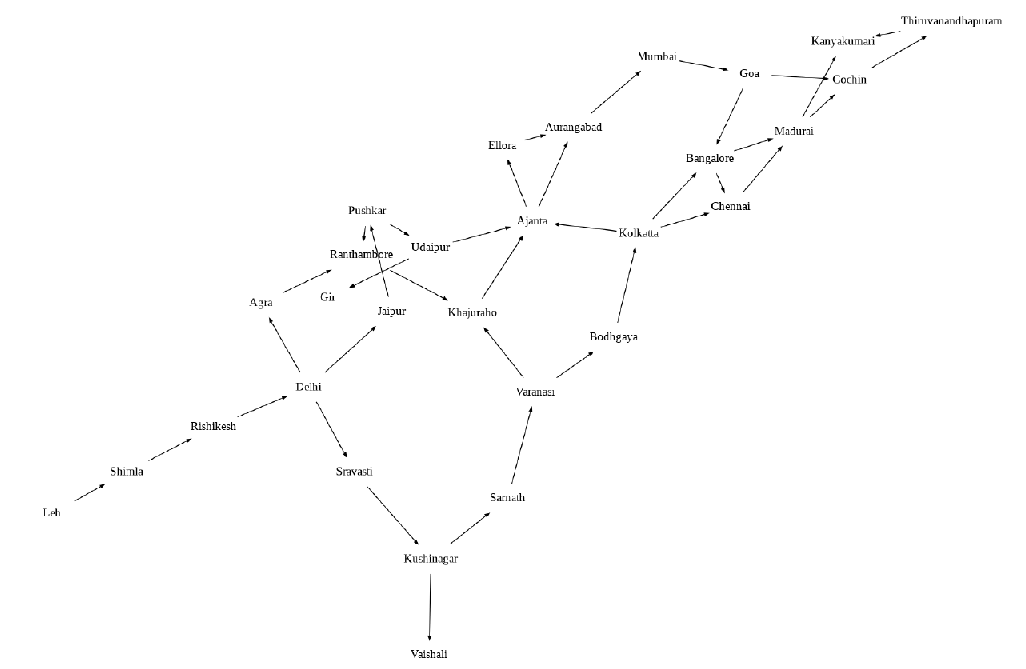 Thiruvanandhapuram
Kanyakumari
Mumbai
Goa
Cochin
Aurangabad
Madurai
Ellora
Bangalore
Chennai
Pushkar
Ajanta
Kolkatta
Udaipur
Ranthambore
Gir
Agra
Jaipur
Khajuraho
Bodhgaya
Delhi
Varanasi
Rishikesh
Shimla
Sravasti
Sarnath
Leh
Kushinagar
Vaishali